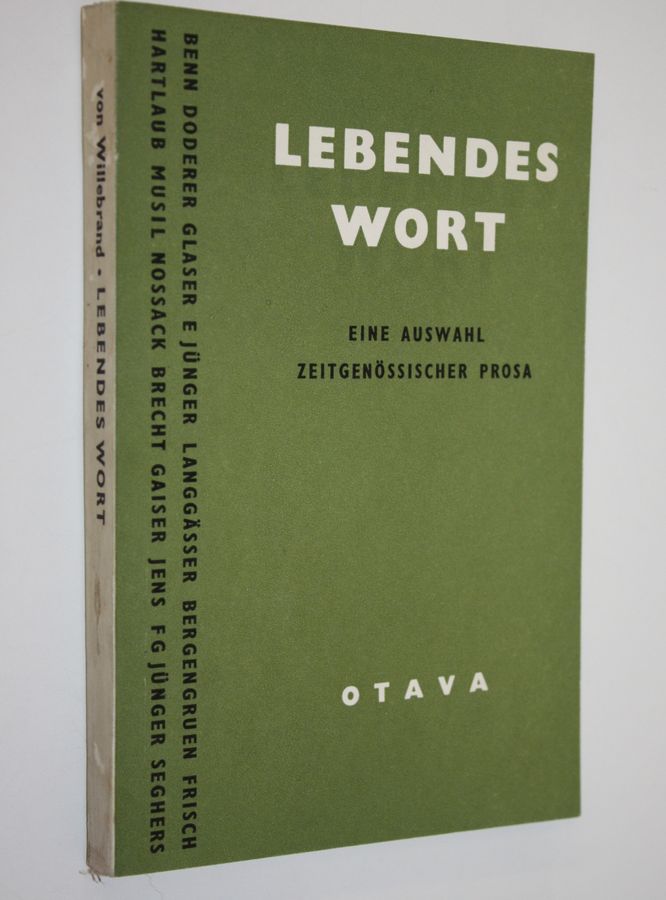 von Willebrand • LEBENDES WORT
BENN DODERER GLASER E JÜNGER LANGGÄSSER BERGENGRUEN FRISCH
HARTLAUB MUSIL NOSSACK BRECHT GAISER JENS F G JÜNGER SEGHERS
LEBENDES
WORT
EINE AUSWAHL
ZEITGENÖSSISCHER PROSA
OTAVA